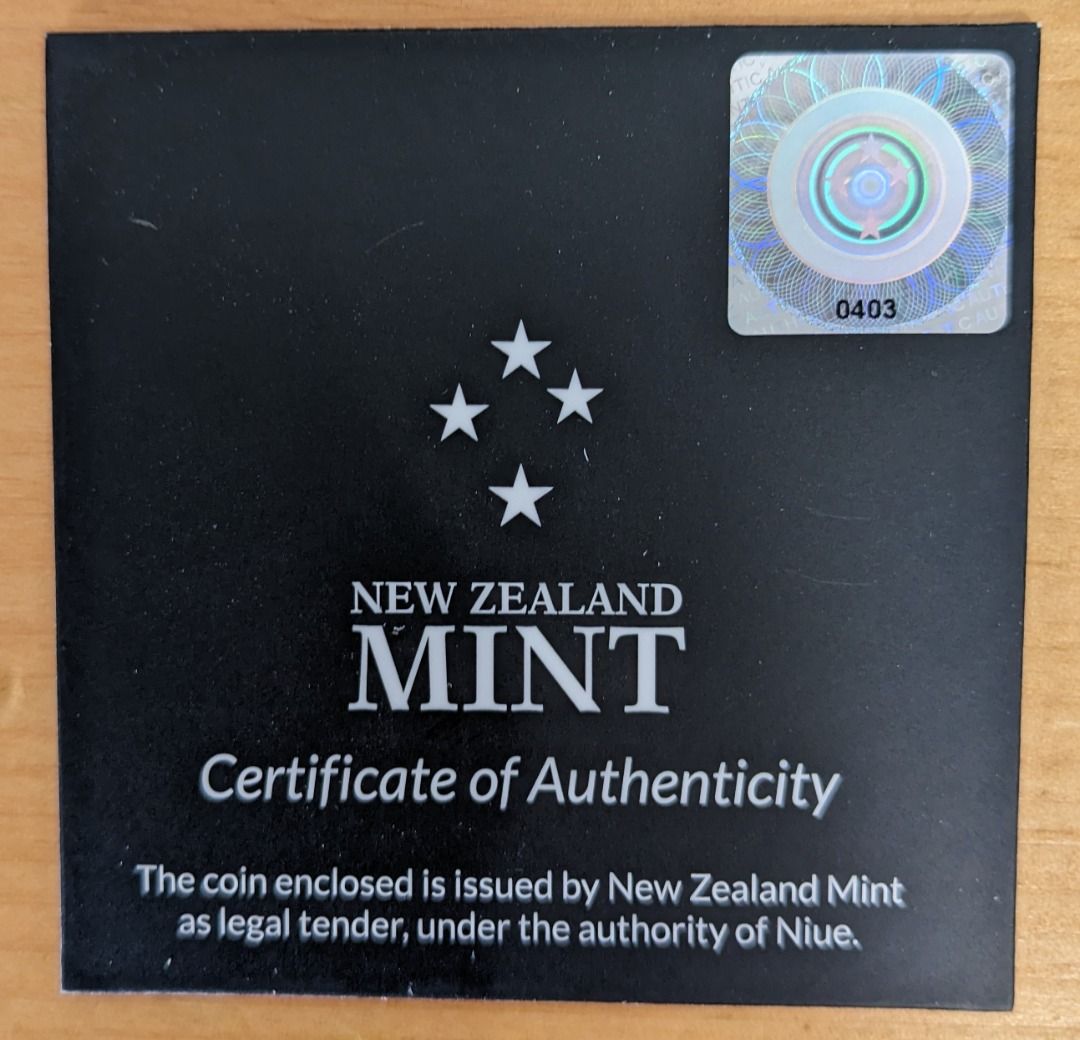 0403
NEW ZEALAND
MINT
Certificate of Authenticity
The coin enclosed is issued by New Zealand Mint
as legal tender, under the authority of Niue.